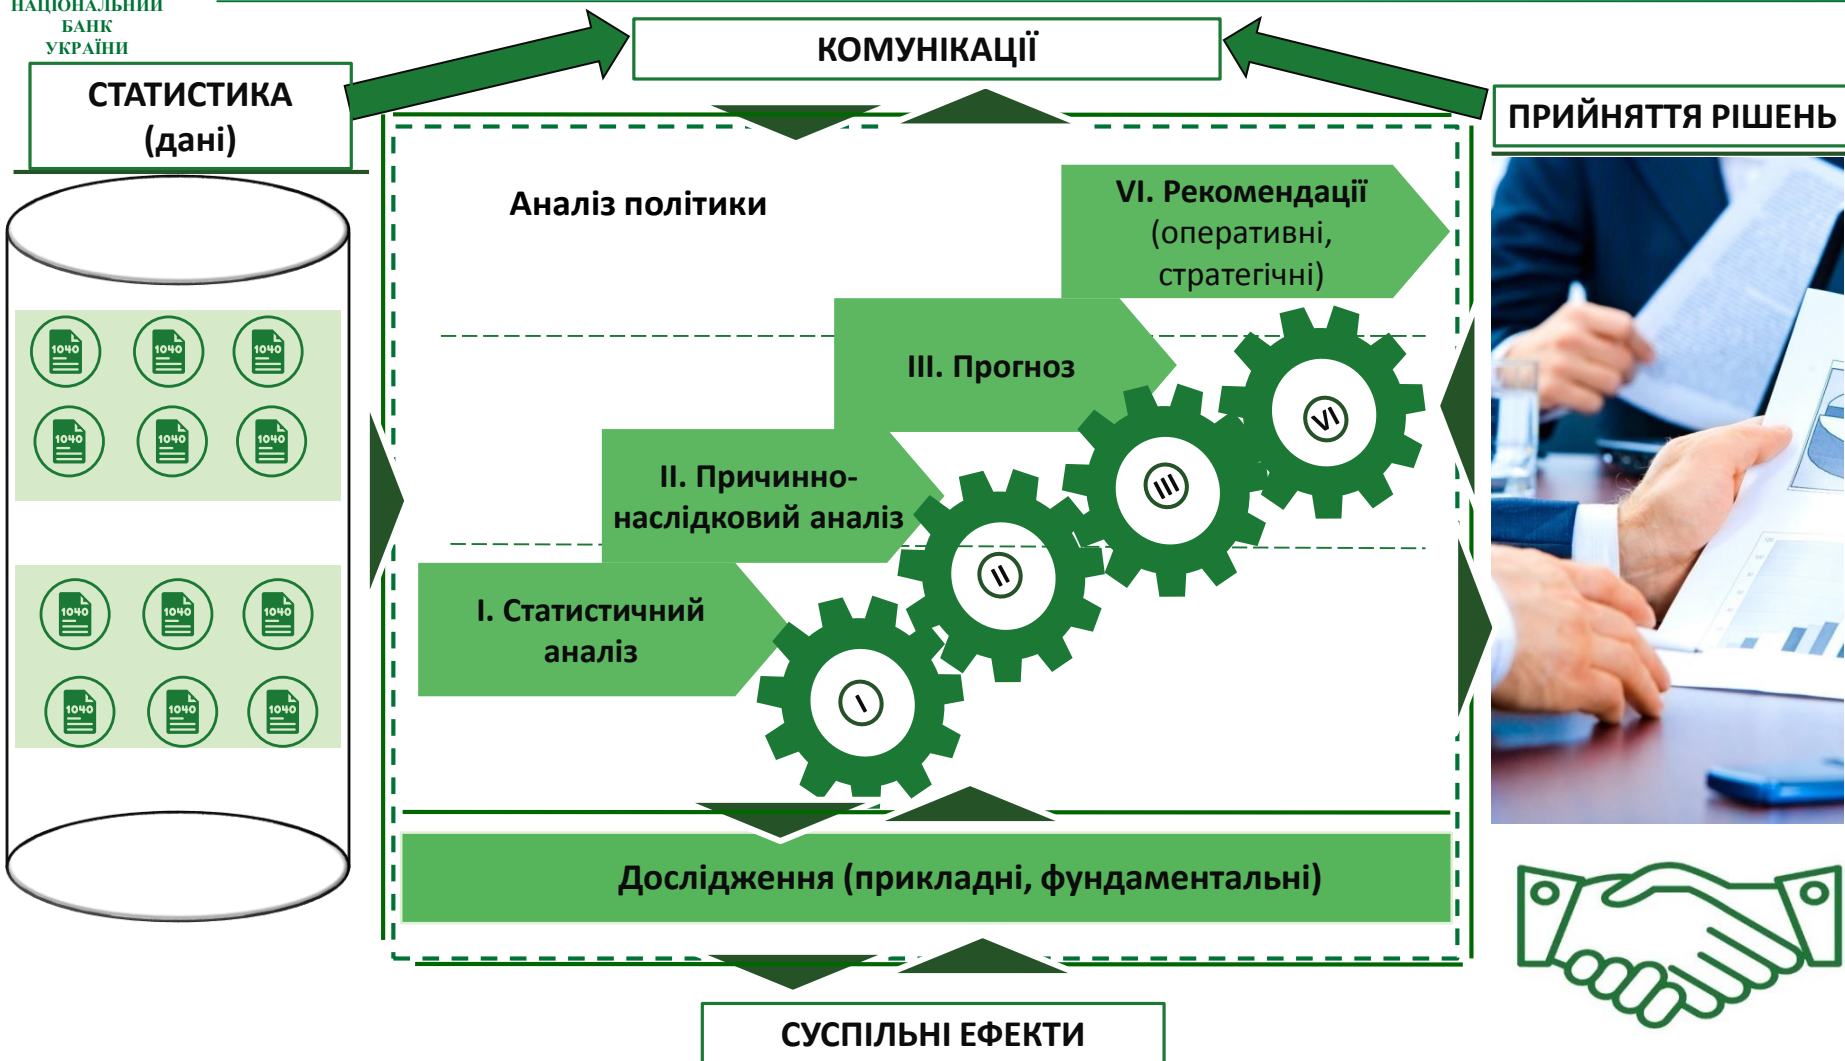 НАЦІОНАЛЬНИЙ
БАНК
УКРАЇНИ
КОМУНІКАЦІЇ
СТАТИСТИКА
(дані)
ПРИЙНЯТТЯ РІШЕНЬ
Аналіз політики
VI. Рекомендації
(оперативні,
стратегічні)
III. Прогноз
II. Причинно-
наслідковий аналіз
I. Статистичний
аналіз
VI
III
II
I
1040 1040 1040
1040 1040 1040
1040 1040 1040
1040 1040 1040
Дослідження (прикладні, фундаментальні)
СУСПІЛЬНІ ЕФЕКТИ